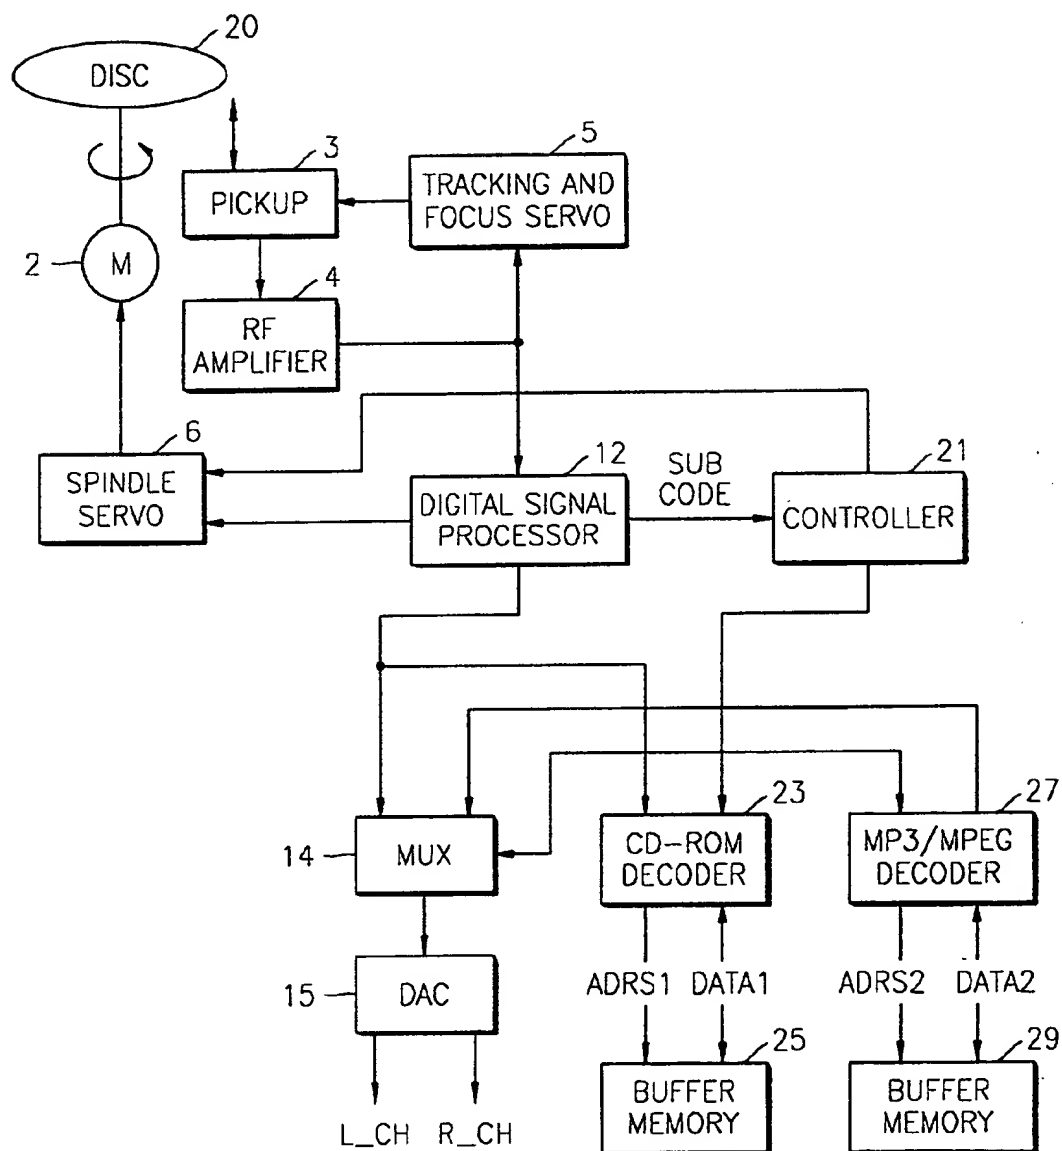 20
DISC
3
PICKUP
5
TRACKING AND
FOCUS SERVO
2
M
4
RF
AMPLIFIER
6
SPINDLE
SERVO
12
DIGITAL SIGNAL
PROCESSOR
SUB
CODE
21
CONTROLLER
14
MUX
23
CD-ROM
DECODER
27
MP3/MPEG
DECODER
15
DAC
ADRS1
DATA1
ADRS2
DATA2
25
BUFFER
MEMORY
29
BUFFER
MEMORY
L_CH
R_CH